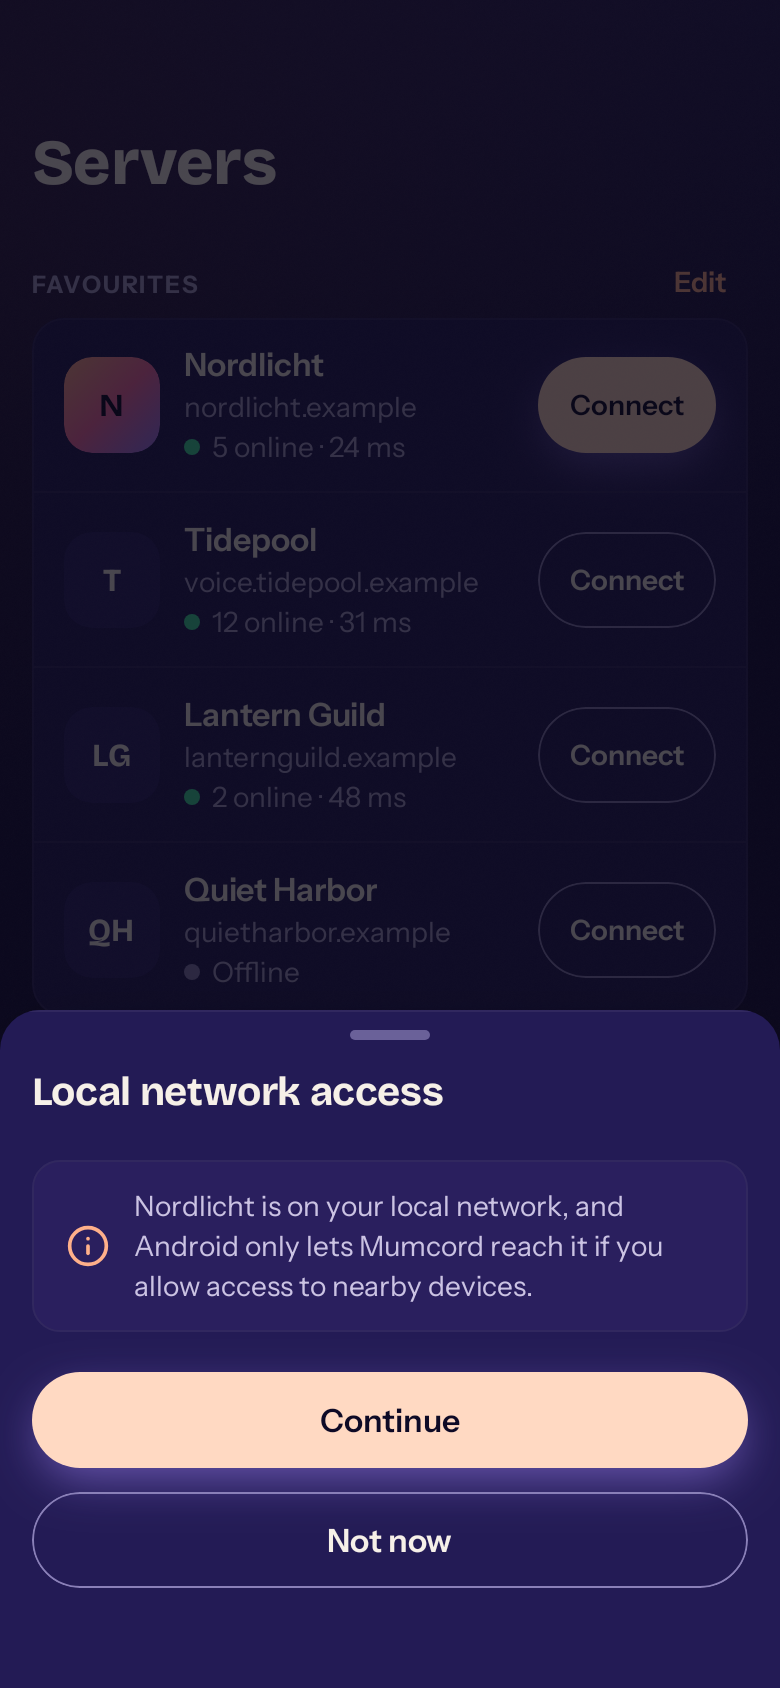 Servers
FAVOURITES
Edit
N
Nordlicht
nordlicht.example
5 online · 24 ms
Connect
T
Tidepool
voice.tidepool.example
12 online · 31 ms
Connect
LG
Lantern Guild
lanternguild.example
2 online · 48 ms
Connect
QH
Quiet Harbor
quietharbor.example
Offline
Connect
Local network access
Nordlicht is on your local network, and
Android only lets Mumcord reach it if you
allow access to nearby devices.
Continue
Not now